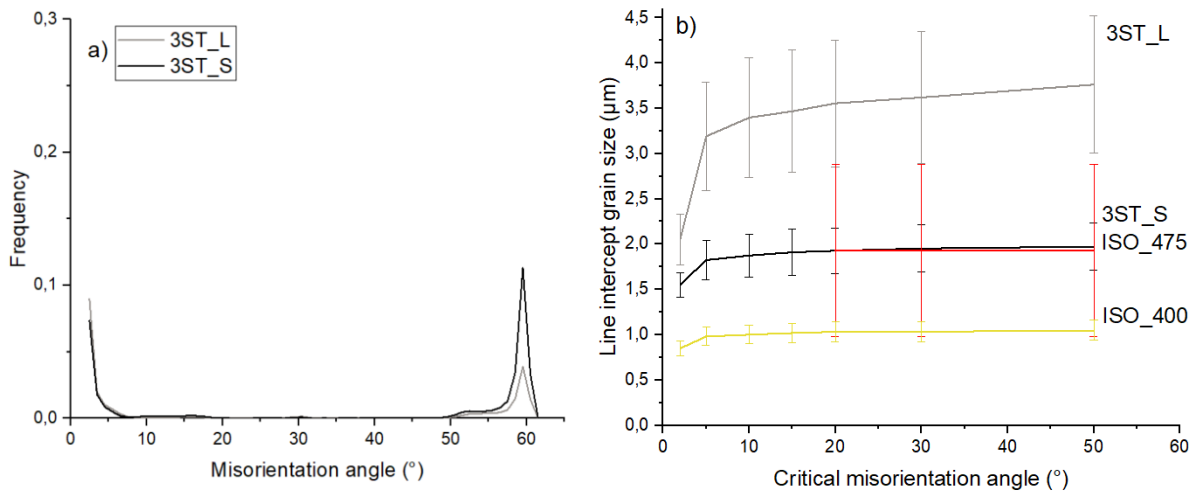 a)
3ST_L
3ST_S
0,3
0,2
0,1
0,0
Frequency
0 10 20 30 40 50 60
Misorientation angle (°)
b)
4,5
4,0
3,5
3,0
2,5
2,0
1,5
1,0
0,5
0,0
Line intercept grain size (µm)
3ST_L
3ST_S
ISO_475
ISO_400
0 10 20 30 40 50 60
Critical misorientation angle (°)